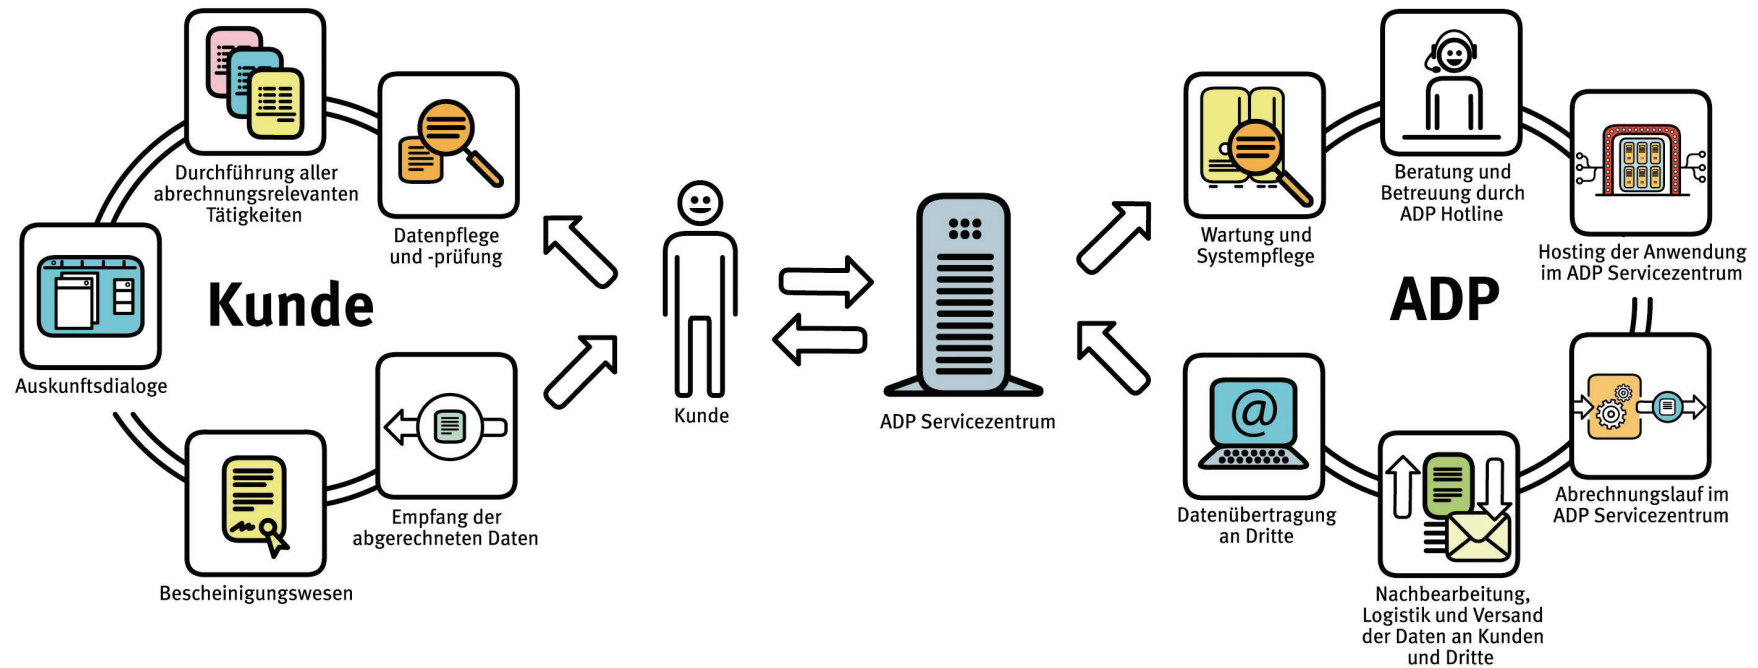 Durchführung aller
abrechnungsrelevanten
Tätigkeiten
Datenpflege
und -prüfung
Auskunftsdialoge
Kunde
Bescheinigungswesen
Empfang der
abgerechneten Daten
Kunde
ADP Servicezentrum
Wartung und
Systempflege
Beratung und
Betreuung durch
ADP Hotline
Hosting der Anwendung
im ADP Servicezentrum
ADP
@
Datenübertragung
an Dritte
Nachbearbeitung,
Logistik und Versand
der Daten an Kunden
und Dritte
Abrechnungslauf im
ADP Servicezentrum